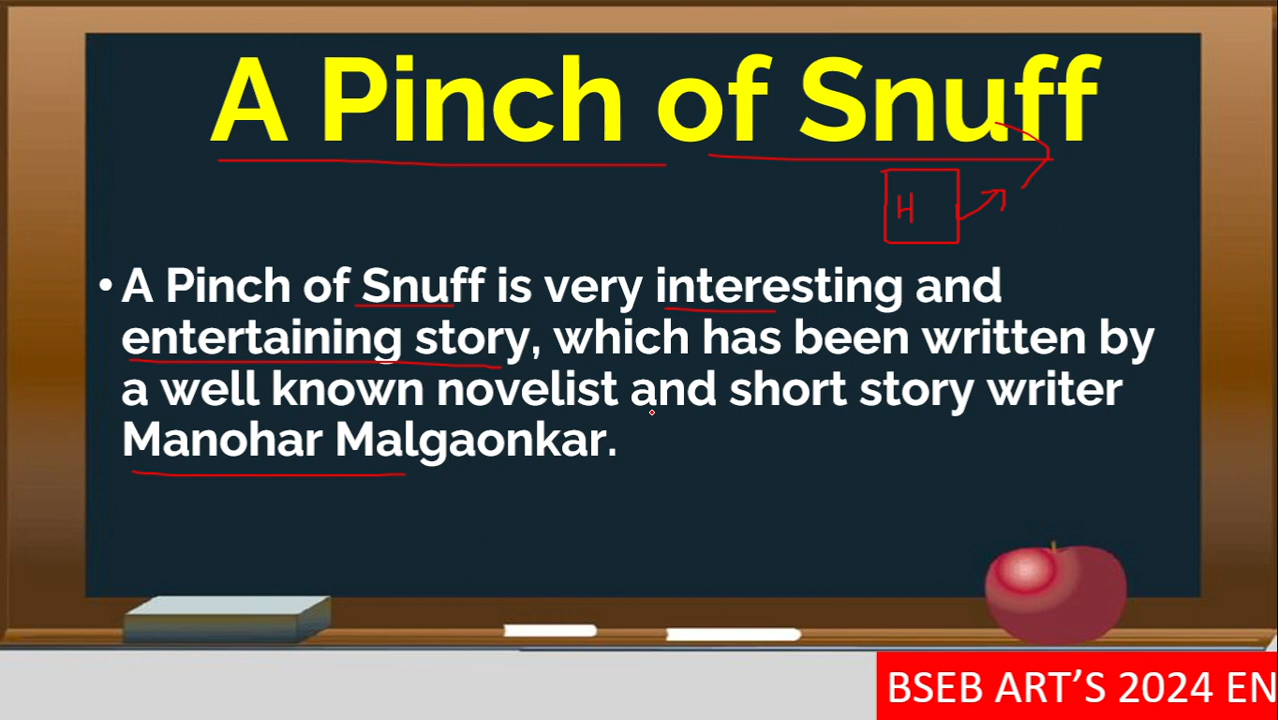 A Pinch of Snuff
H
• A Pinch of Snuff is very interesting and
entertaining story, which has been written by
a well known novelist and short story writer
Manohar Malgaonkar.
BSEB ART’S 2024 EN